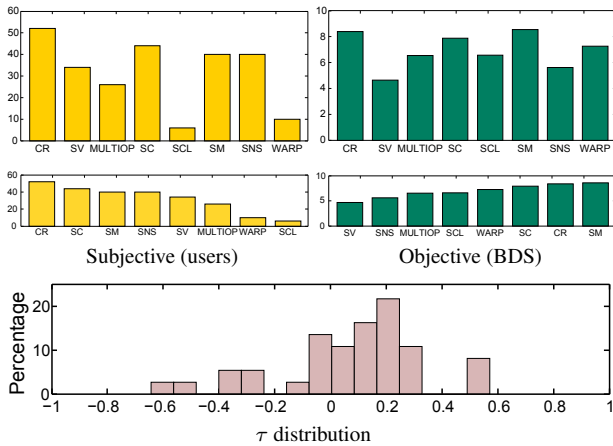 60
50
40
30
20
10
0
CR SV MULTIOP SC SCL SM SNS WARP
10
8
6
4
2
0
CR SV MULTIOP SC SCL SM SNS WARP
60
40
20
0
CR SC SM SNS SV MULTIOP WARP SCL
Subjective (users)
10
5
0
SV SNS MULTIOP SCL WARP SC CR SM
Objective (BDS)
Percentage
20
10
0
−1 −0.8 −0.6 −0.4 −0.2 0 0.2 0.4 0.6 0.8 1
τ distribution